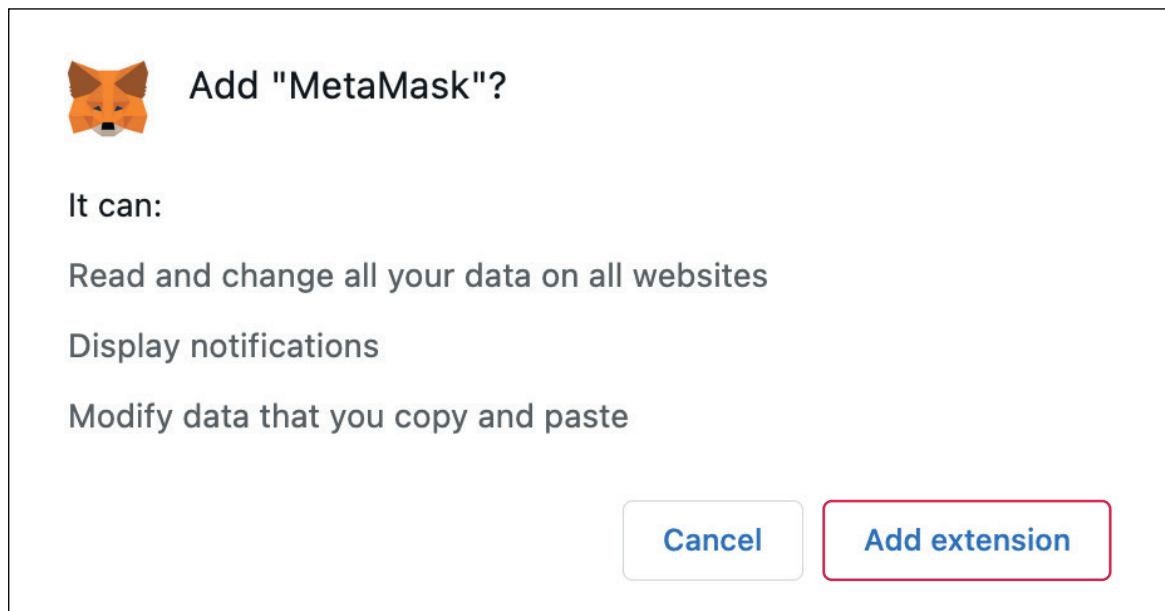 Add "MetaMask"?
It can:
Read and change all your data on all websites
Display notifications
Modify data that you copy and paste
Cancel
Add extension